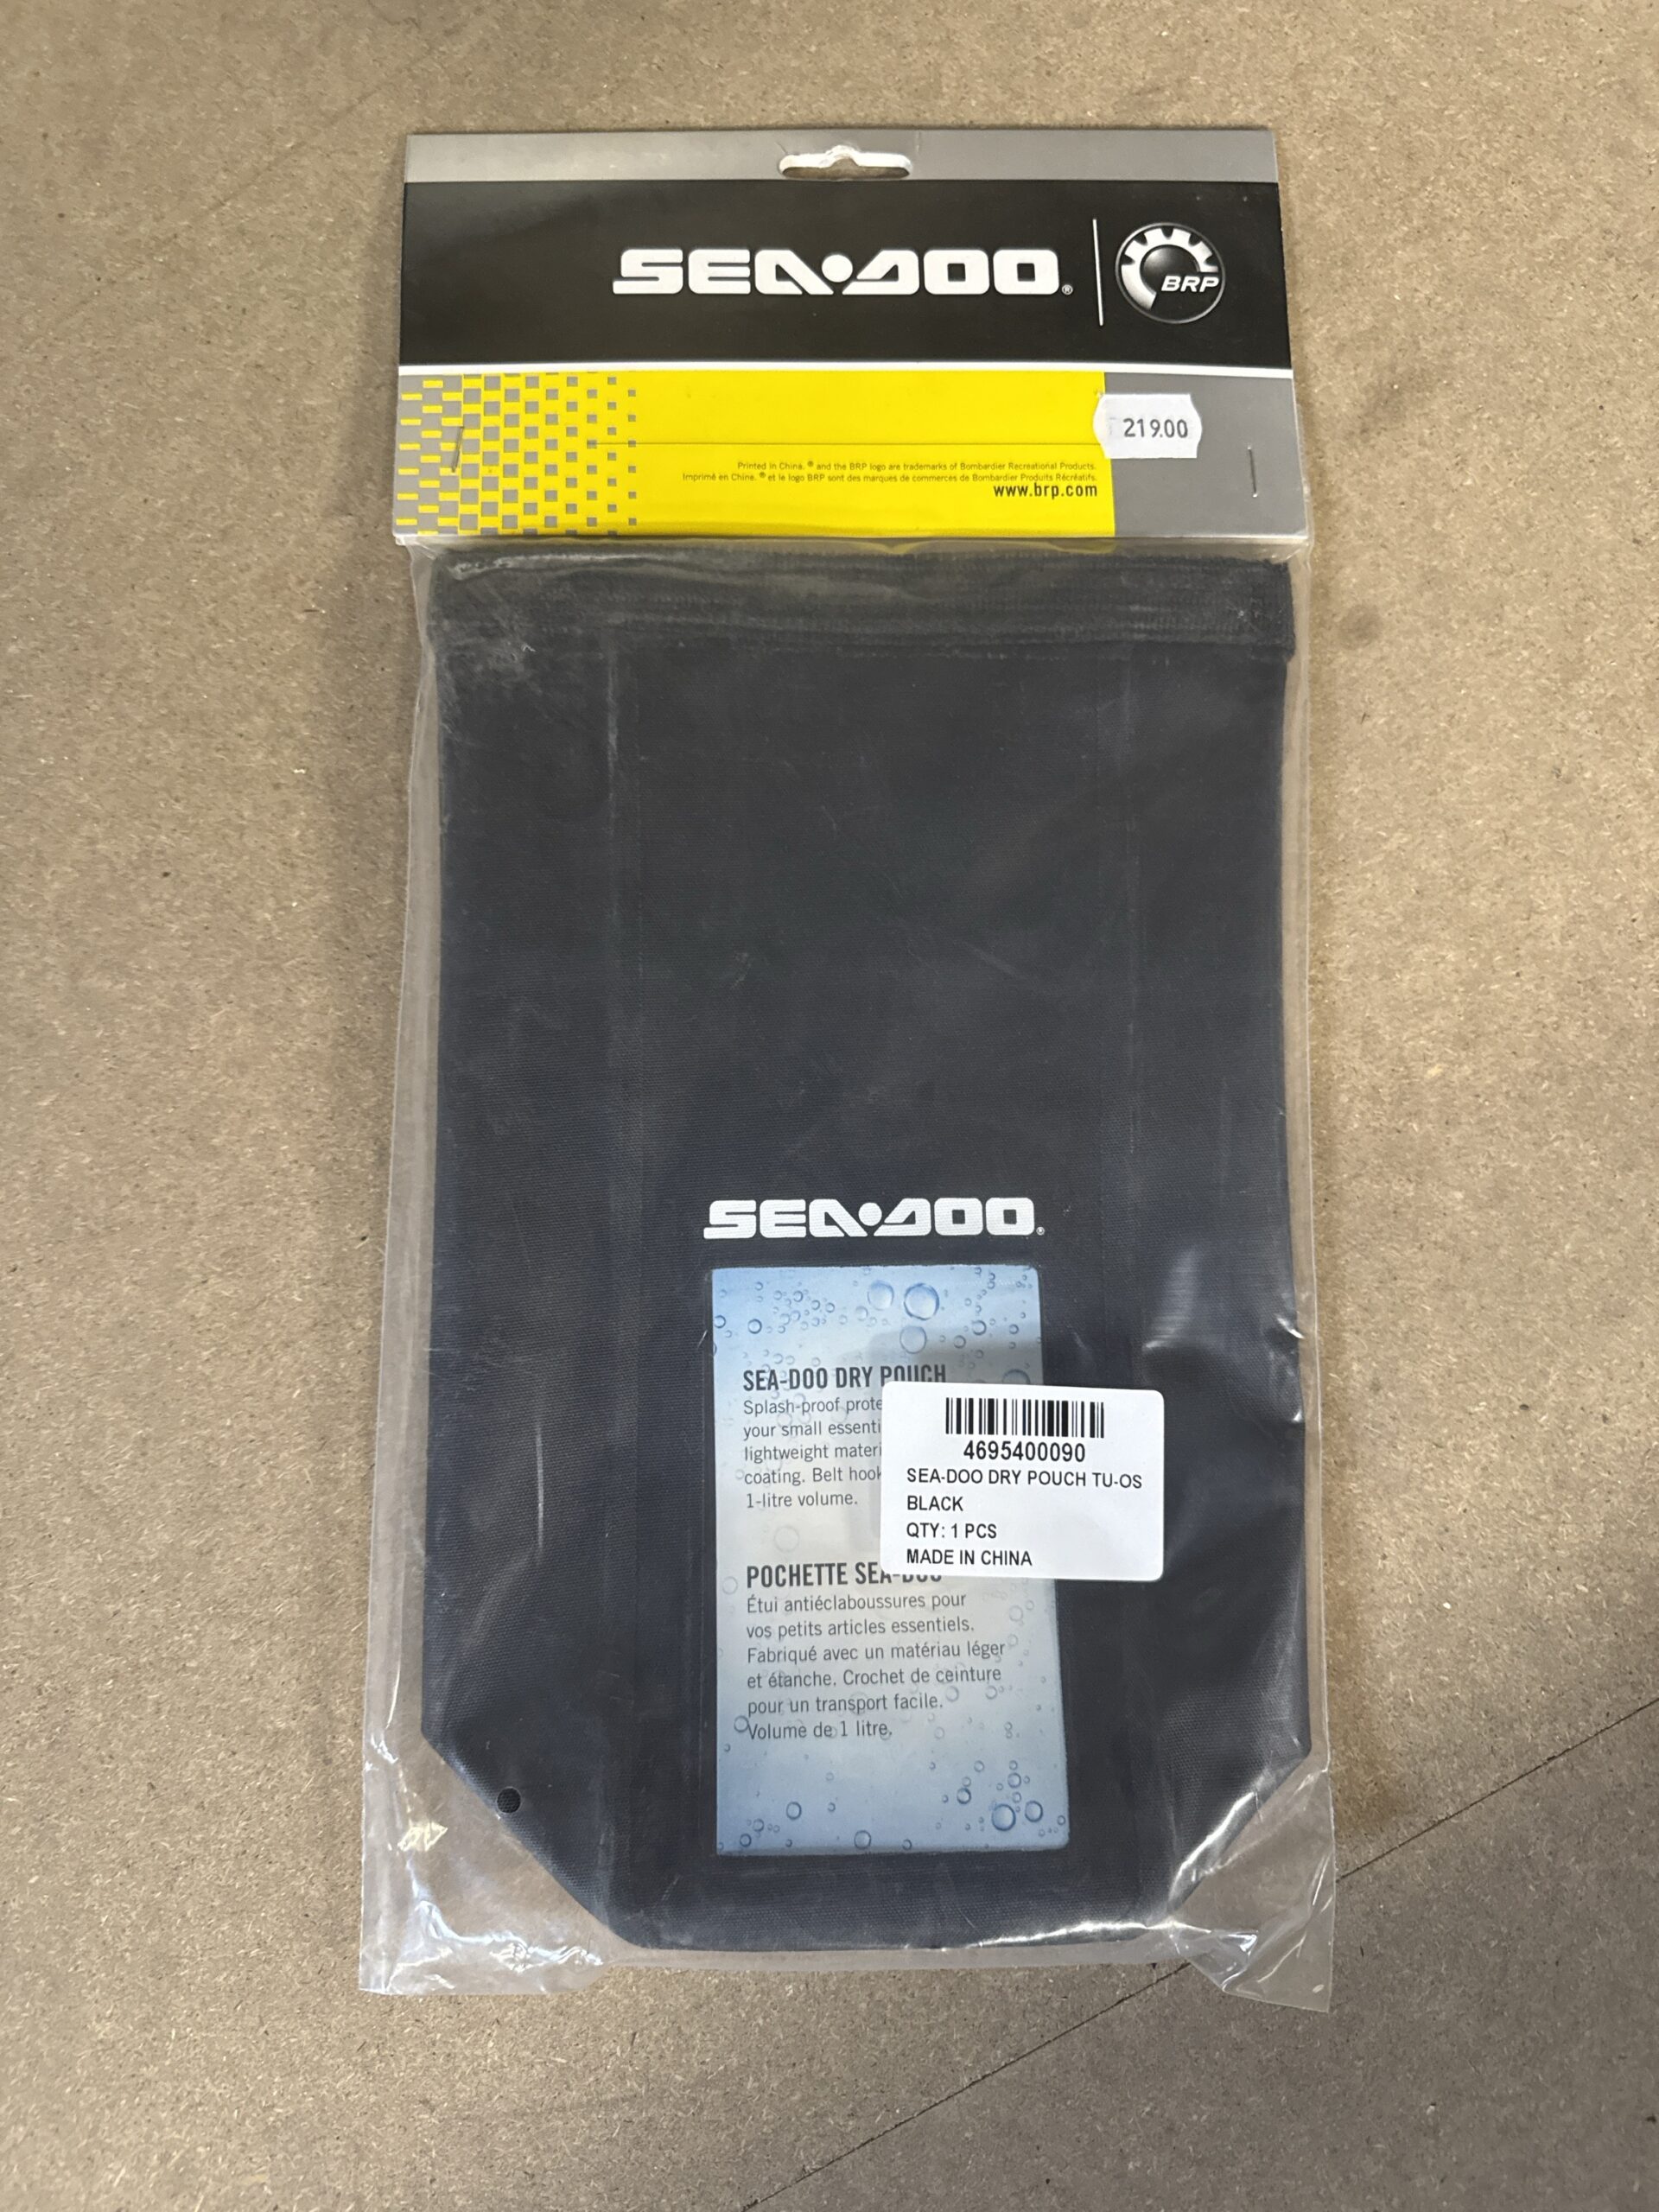 SEA-DOO®
BRP
219.00
Printed in China. ® and the BRP logo are trademarks of Bombardier Recreational Products.
Imprimé en Chine. ® et le logo BRP sont des marques de commerces de Bombardier Produits Récréatifs.
www.brp.com
SEA-DOO®
SEA-DOO DRY POUCH
Splash-proof
your small
lightweight
coating. Belt hook
1-litre volume.
4695400090
SEA-DOO DRY POUCH TU-OS
BLACK
QTY: 1 PCS
MADE IN CHINA
POCHETTE SEA-DOO
Étui antiéclaboussures pour
vos petits articles essentiels.
Fabriqué avec un matériau léger
et étanche. Crochet de ceinture
pour un transport facile.
Volume de 1 litre.